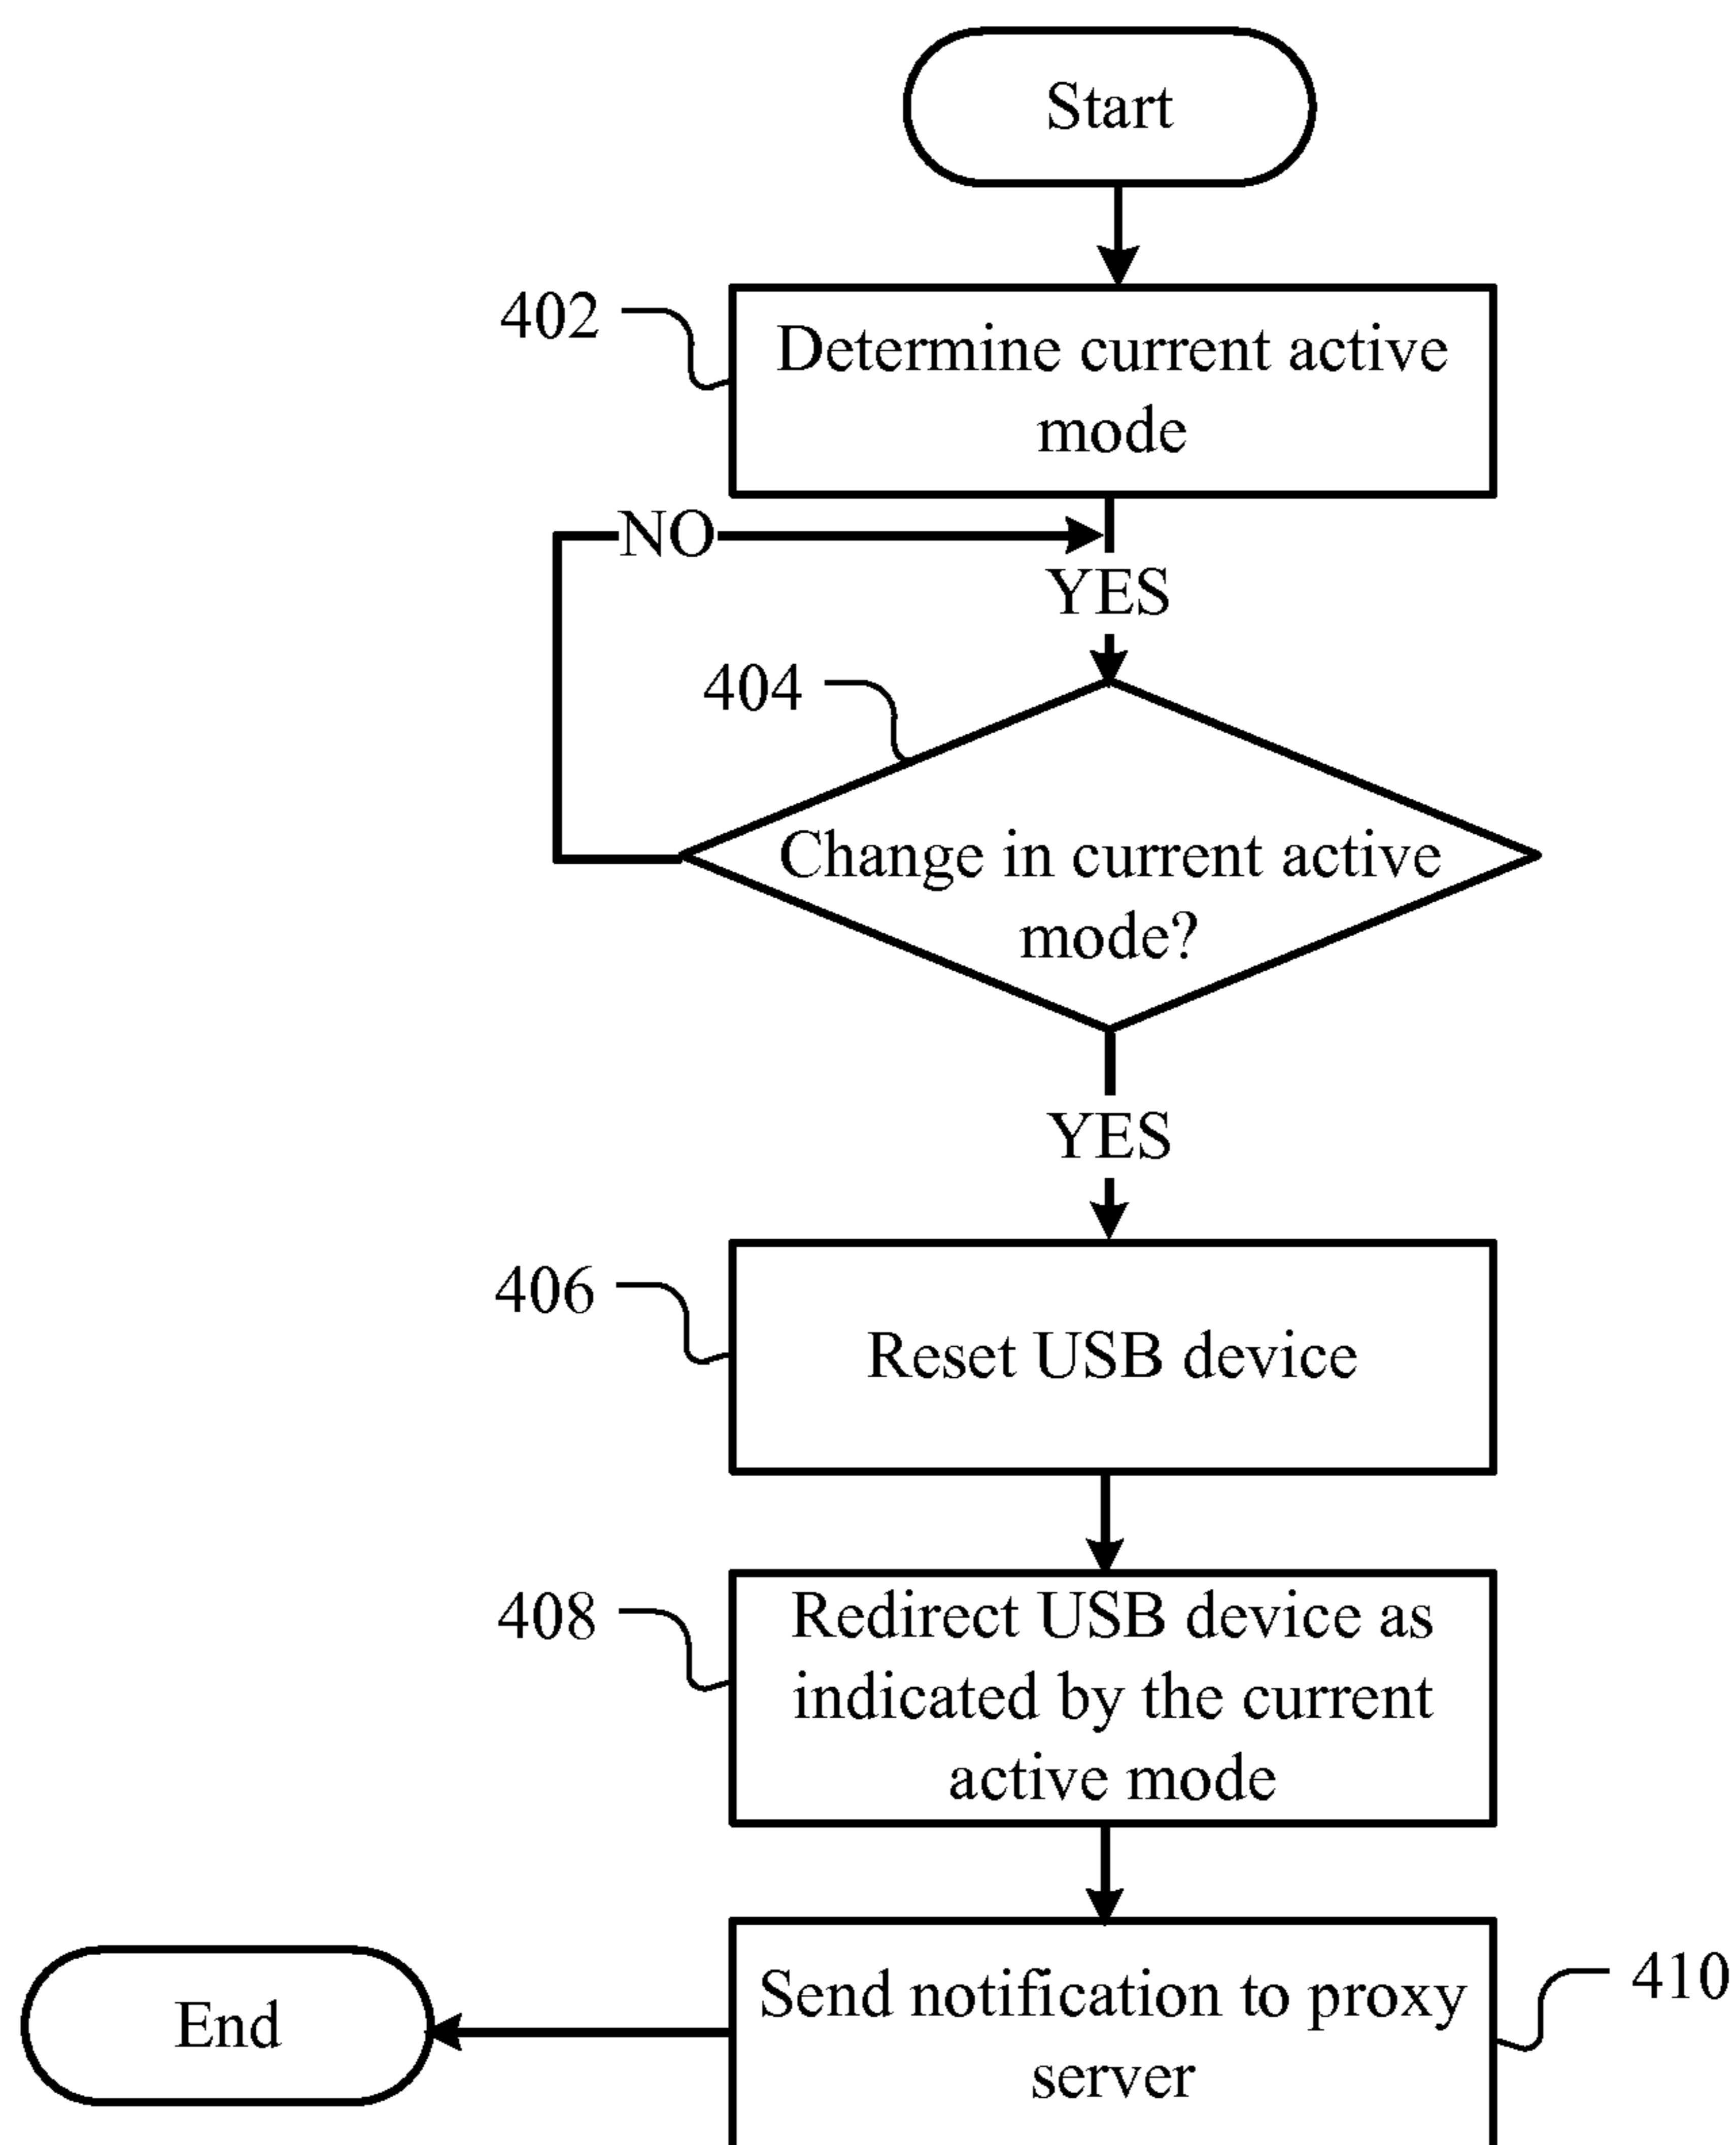 Start
402
Determine current active
mode
NO
YES
404
Change in current active
mode?
YES
406
Reset USB device
408
Redirect USB device as
indicated by the current
active mode
410
Send notification to proxy
server
End